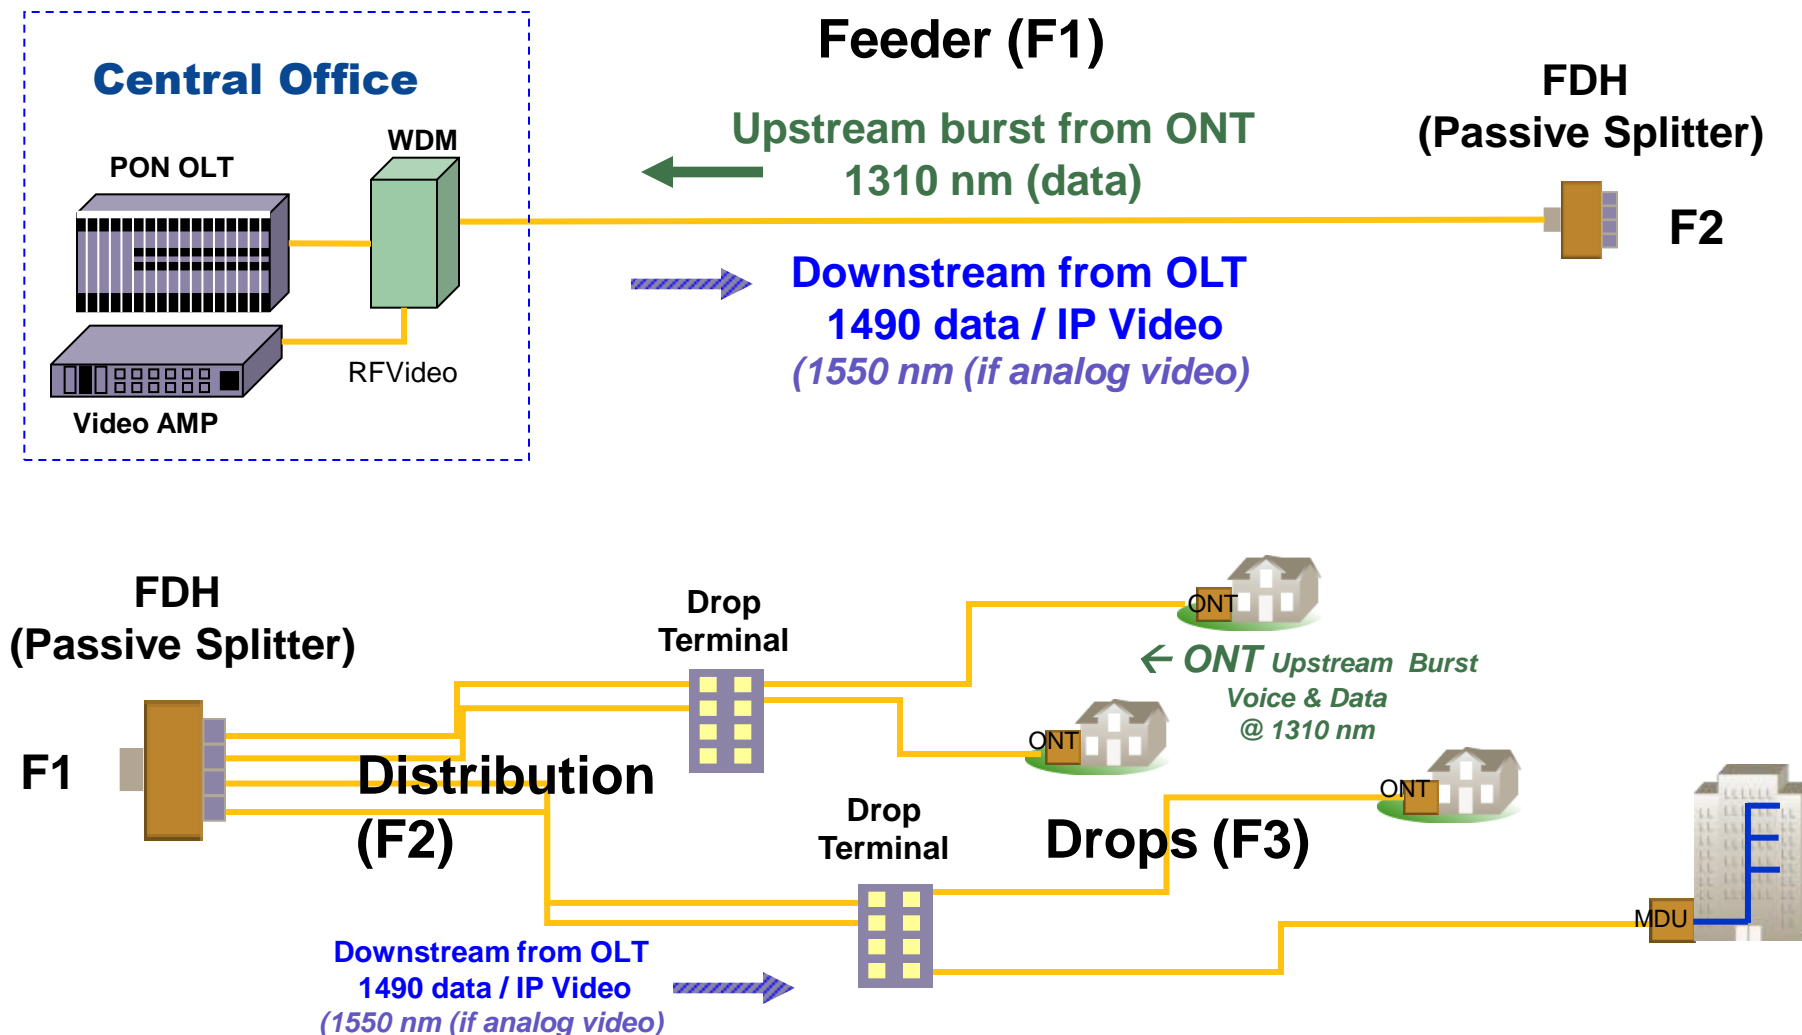 Feeder (F1)
Central Office
FDH
(Passive Splitter)
Upstream burst from ONT
1310 nm (data)
WDM
PON OLT
F2
Downstream from OLT
1490 data / IP Video
(1550 nm (if analog video)
RFVideo
Video AMP
FDH
(Passive Splitter)
Drop
Terminal
ONT
← ONT Upstream Burst
Voice & Data
@ 1310 nm
ONT
F1
Distribution
(F2)
Drop
Terminal
Drops (F3)
ONT
MDU
Downstream from OLT
1490 data / IP Video
(1550 nm (if analog video)